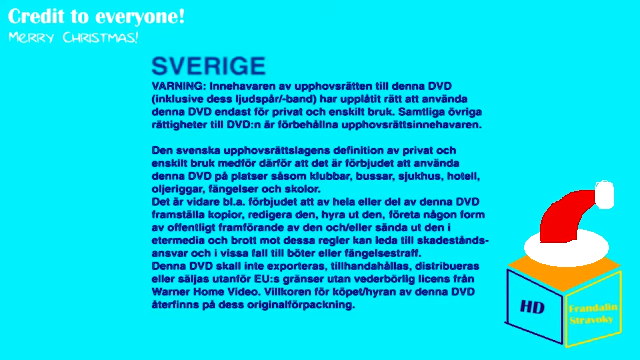 Credit to everyone!
Merry Christmas!
SVERIGE
VARNING: Innehavaren av upphovsrätten till denna DVD
(inklusive dess ljudspår/-band) har upplåtit rätt att använda
denna DVD endast för privat och enskilt bruk. Samtliga övriga
rättigheter till DVD:n är förbehållna upphovsrättsinnehavaren.
Den svenska upphovsrättslagens definition av privat och
enskilt bruk medför därför att det är förbjudet att använda
denna DVD på platser såsom klubbar, bussar, sjukhus, hotell,
oljeriggar, fängelser och skolor.
Det är vidare bl.a. förbjudet att av hela eller del av denna DVD
framställa kopior, redigera den, hyra ut den, företa någon form
av offentligt framförande av den och/eller sända ut den i
etermedia och brott mot dessa regler kan leda till skadestånds-
ansvar och i vissa fall till böter eller fängelsestraff.
Denna DVD skall inte exporteras, tillhandahållas, distribueras
eller säljas utanför EU:s gränser utan vederbörlig licens från
Warner Home Video. Villkoren för köpet/hyran av denna DVD
återfinns på dess originalförpackning.
HD
Frandalin
Stravoky